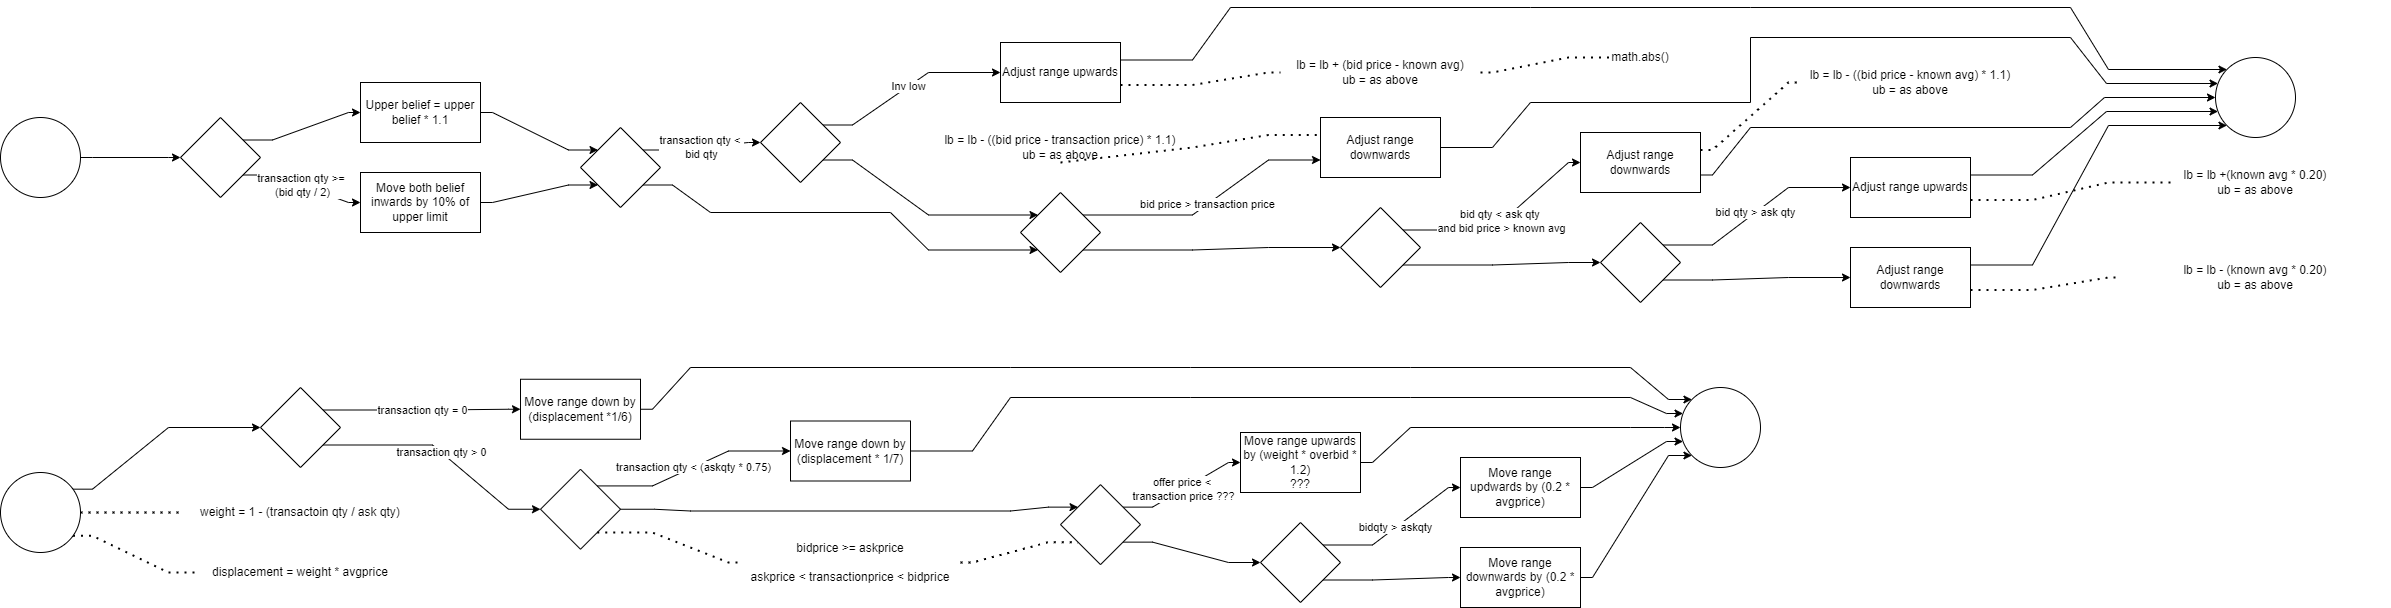 Upper belief = upper
belief * 1.1
transaction qty >=
(bid qty / 2)
Move both belief
inwards by 10% of
upper limit
transaction qty <
bid qty
Inv low
Adjust range upwards
lb = lb + (bid price - known avg)
ub = as above
math.abs()
lb = lb - ((bid price - transaction price) * 1.1)
ub = as above
bid price > transaction price
Adjust range
downwards
bid qty < ask qty
and bid price > known avg
Adjust range
downwards
lb = lb - ((bid price - known avg) * 1.1)
ub = as above
bid qty > ask qty
Adjust range upwards
lb = lb +(known avg * 0.20)
ub = as above
Adjust range
downwards
lb = lb - (known avg * 0.20)
ub = as above
transaction qty = 0
Move range down by
(displacement *1/6)
transaction qty > 0
transaction qty < (askqty * 0.75)
Move range down by
(displacement * 1/7)
weight = 1 - (transactoin qty / ask qty)
displacement = weight * avgprice
bidprice >= askprice
askprice < transactionprice < bidprice
offer price <
transaction price ???
Move range upwards
by (weight * overbid *
1.2)
???
bidqty > askqty
Move range
updwards by (0.2 *
avgprice)
Move range
downwards by (0.2 *
avgprice)